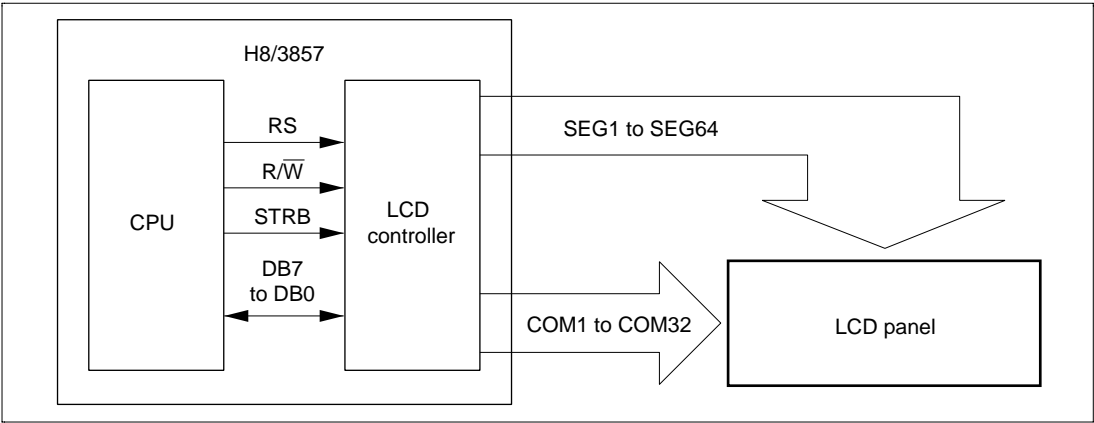 H8/3857
CPU
RS
R/W̅
STRB
DB7
to DB0
LCD
controller
SEG1 to SEG64
COM1 to COM32
LCD panel